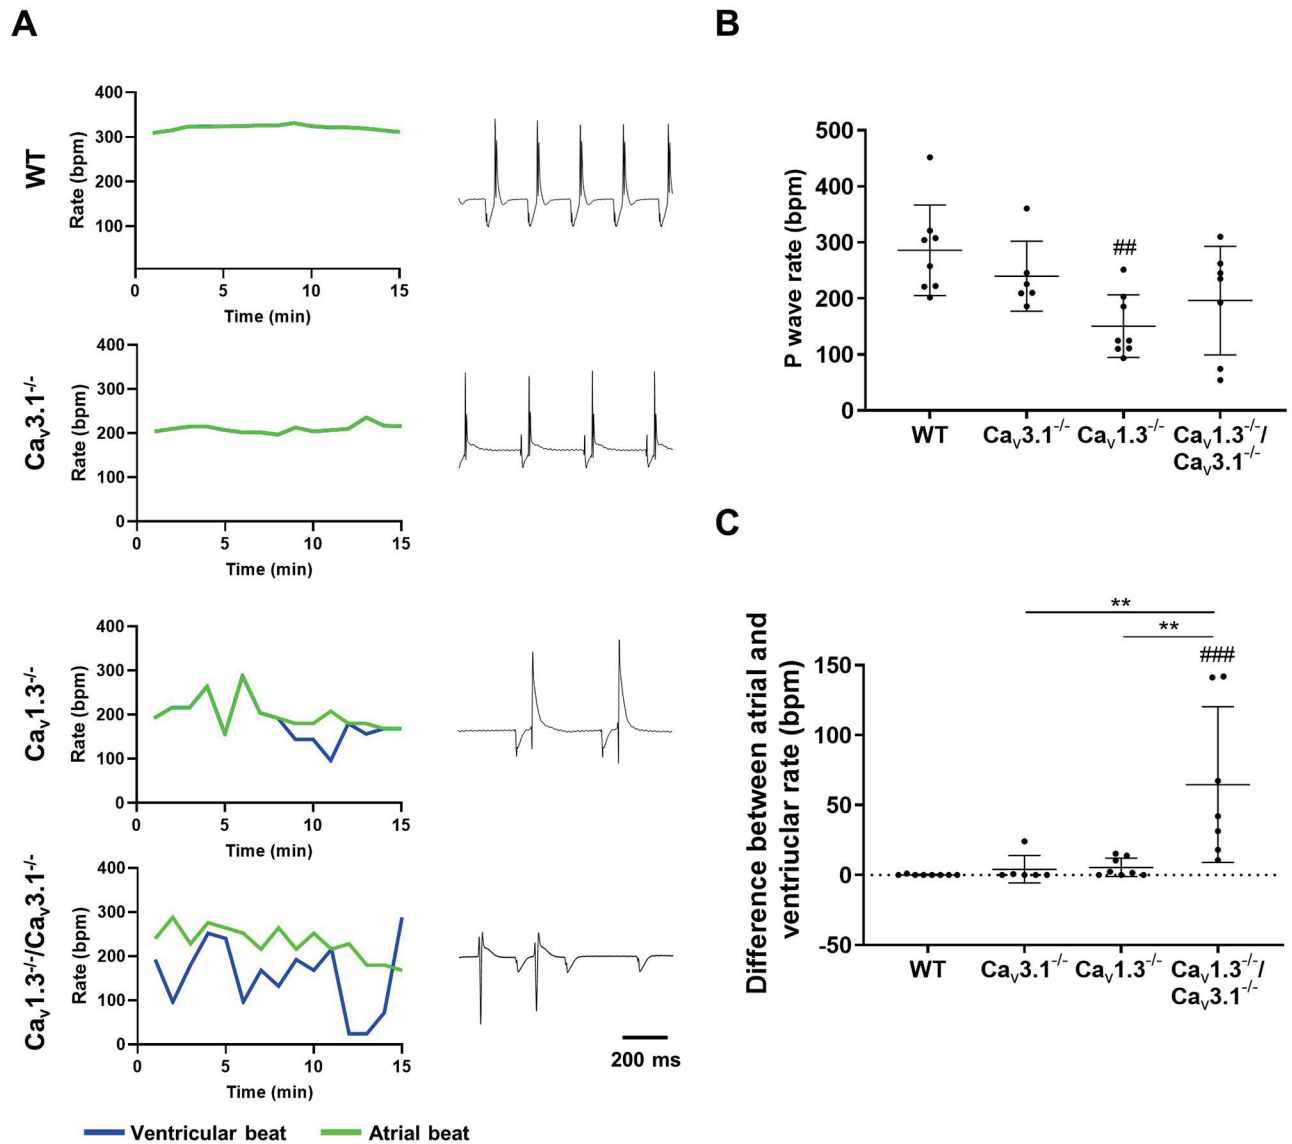 A
WT
Rate (bpm)
400
300
200
100
0
5
10
15
Time (min)
Cav3.1-/-
Rate (bpm)
400
300
200
100
0
0
5
10
15
Time (min)
Cav1.3-/-
Rate (bpm)
400
300
200
100
0
0
5
10
15
Time (min)
Cav1.3-/-/Cav3.1-/-
Rate (bpm)
400
300
200
100
0
0
5
10
15
Time (min)
200 ms
Ventricular beat
Atrial beat
B
P wave rate (bpm)
500
400
300
200
100
0
##
WT
Cav3.1-/-
Cav1.3-/-
Cav1.3-/-/
Cav3.1-/-
C
Difference between atrial and
ventriuclar rate (bpm)
150
100
50
0
-50
**
**
###
WT
Cav3.1-/-
Cav1.3-/-
Cav1.3-/-/
Cav3.1-/-